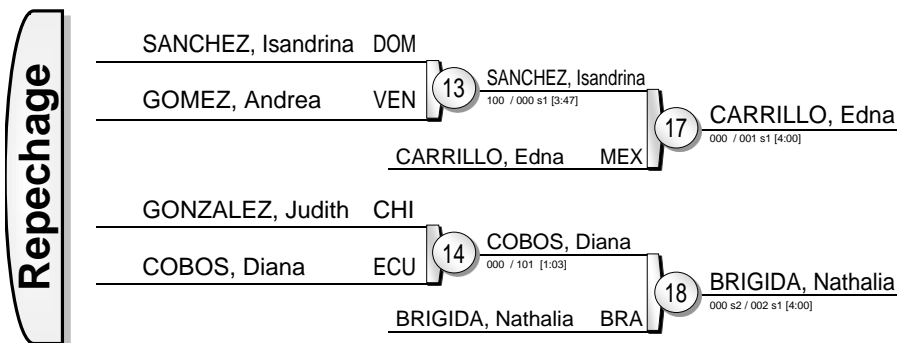 Repechage
SANCHEZ, Isandrina DOM
GOMEZ, Andrea VEN
13
SANCHEZ, Isandrina
100 / 000 s1 [3:47]
CARRILLO, Edna MEX
17
CARRILLO, Edna
000 / 001 s1 [4:00]
GONZALEZ, Judith CHI
COBOS, Diana ECU
14
COBOS, Diana
000 / 101 [1:03]
BRIGIDA, Nathalia BRA
18
BRIGIDA, Nathalia
000 s2 / 002 s1 [4:00]